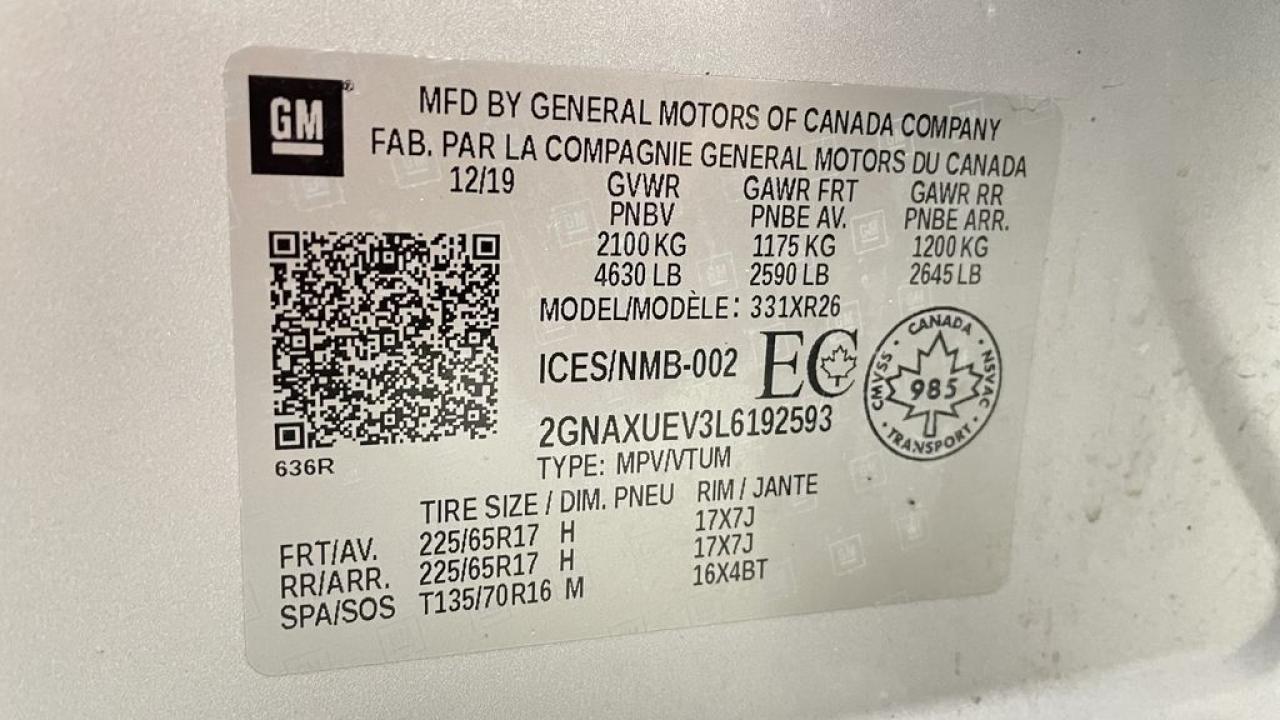 GM
MFD BY GENERAL MOTORS OF CANADA COMPANY
FAB. PAR LA COMPAGNIE GENERAL MOTORS DU CANADA
12/19 GVWR GAWR FRT GAWR RR
PNBV PNBE AV. PNBE ARR.
2100 KG 1175 KG 1200 KG
4630 LB 2590 LB 2645 LB
MODEL/MODÈLE: 331XR26
ICES/NMB-002 EC
CANADA
CMVSS 985 NSVAC
TRANSPORT
2GNAXUEV3L6192593
636R
TYPE: MPV/VTUM
TIRE SIZE / DIM. PNEU RIM / JANTE
FRT/AV. 225/65R17 H 17X7J
RR/ARR. 225/65R17 H 17X7J
SPA/SOS T135/70R16 M 16X4BT